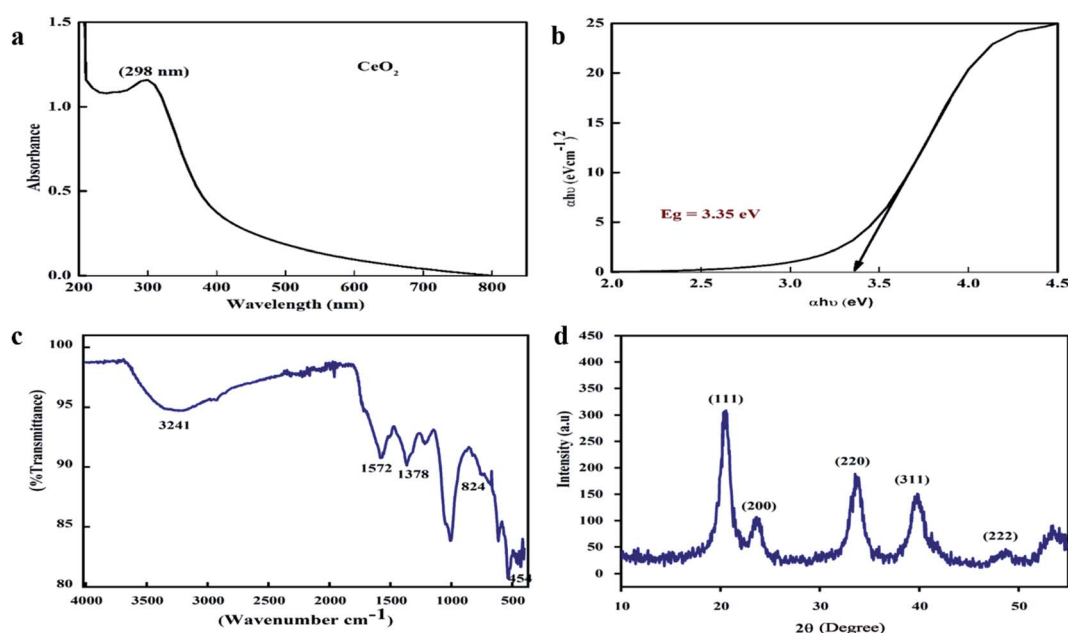 a
1.5
1.0
0.5
0.0
Absorbance
(298 nm)
CeO2
200 300 400 500 600 700 800
Wavelength (nm)
b
25
20
15
10
5
0
αhυ (eVcm-1)2
Eg = 3.35 eV
2.0 2.5 3.0 3.5 4.0 4.5
αhυ (eV)
c
100
95
90
85
80
(%Transmittance)
3241
1572
1378
824
454
4000 3500 3000 2500 2000 1500 1000 500
(Wavenumber cm-1)
d
450
400
350
300
250
200
150
100
50
0
Intensity (a.u)
(111)
(200)
(220)
(311)
(222)
10 20 30 40 50
2θ (Degree)